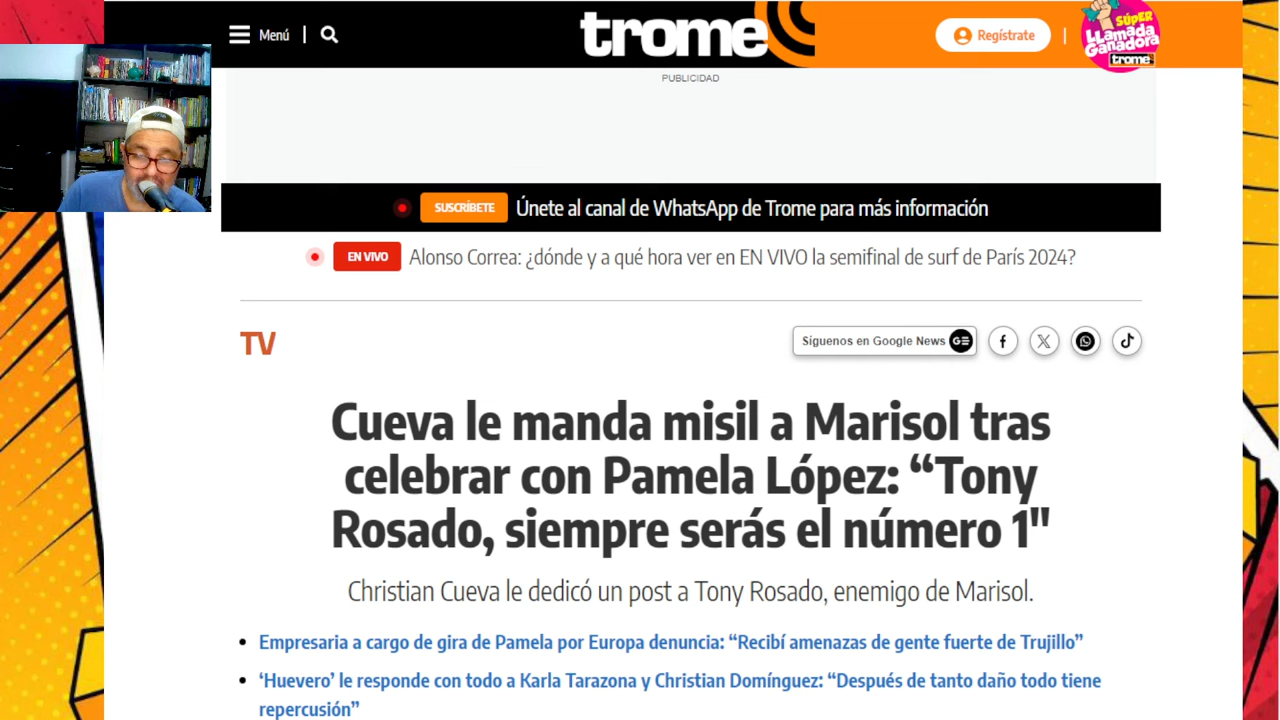 Menú
trome
Regístrate
SÚPER
LLAMADA
GANADORA
trome
PUBLICIDAD
SUSCRÍBETE Únete al canal de WhatsApp de Trome para más información
EN VIVO Alonso Correa: ¿dónde y a qué hora ver en EN VIVO la semifinal de surf de París 2024?
TV
Síguenos en Google News
Cueva le manda misil a Marisol tras
celebrar con Pamela López: “Tony
Rosado, siempre serás el número 1"
Christian Cueva le dedicó un post a Tony Rosado, enemigo de Marisol.
Empresaria a cargo de gira de Pamela por Europa denuncia: “Recibí amenazas de gente fuerte de Trujillo”
‘Huevero’ le responde con todo a Karla Tarazona y Christian Domínguez: “Después de tanto daño todo tiene
repercusión”